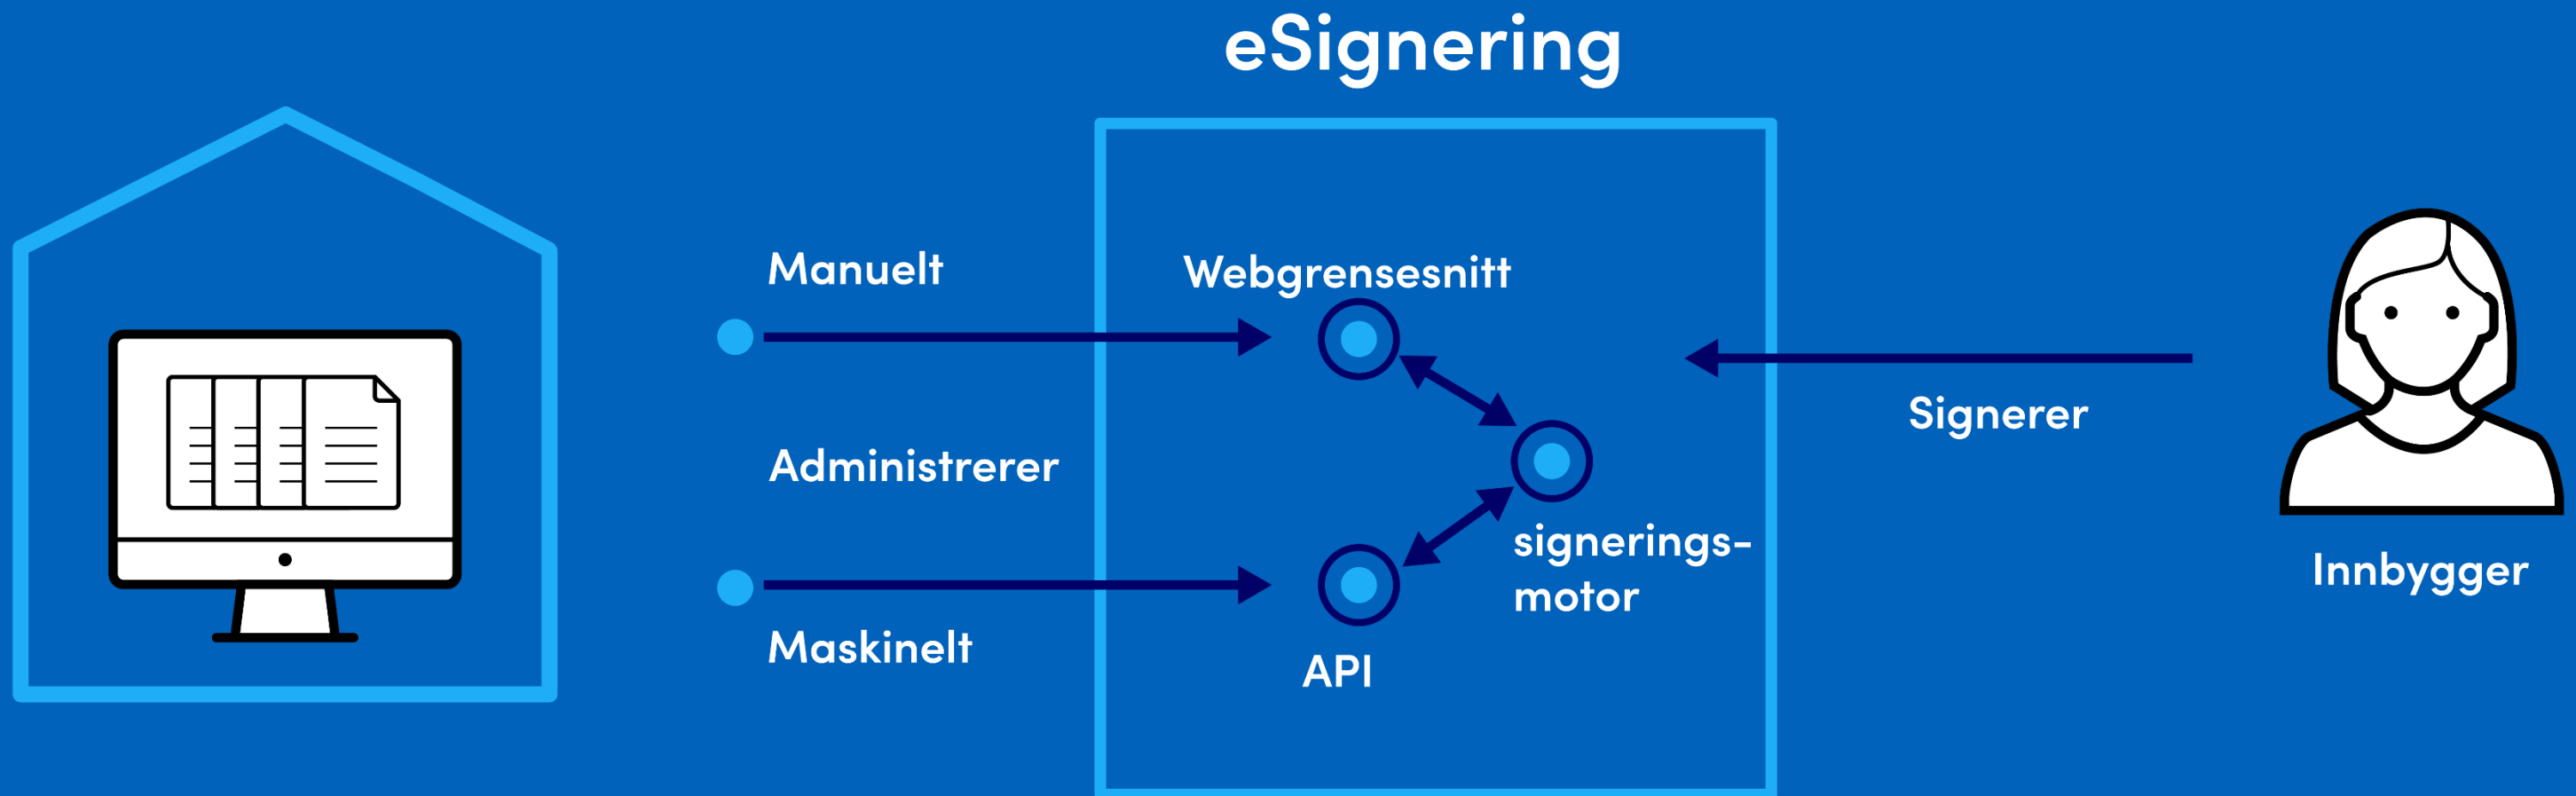 eSignering
Manuelt
Webgrensesnitt
Signerer
Administrerer
signerings-
motor
Innbygger
Maskinelt
API